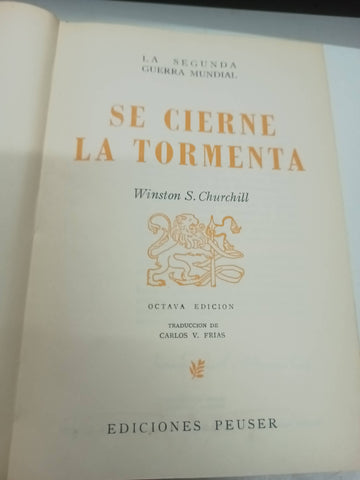 LA SEGUNDA
GUERRA MUNDIAL
SE CIERNE
LA TORMENTA
Winston S. Churchill
OCTAVA EDICION
TRADUCCION DE
CARLOS V. FRIAS
EDICIONES PEUSER